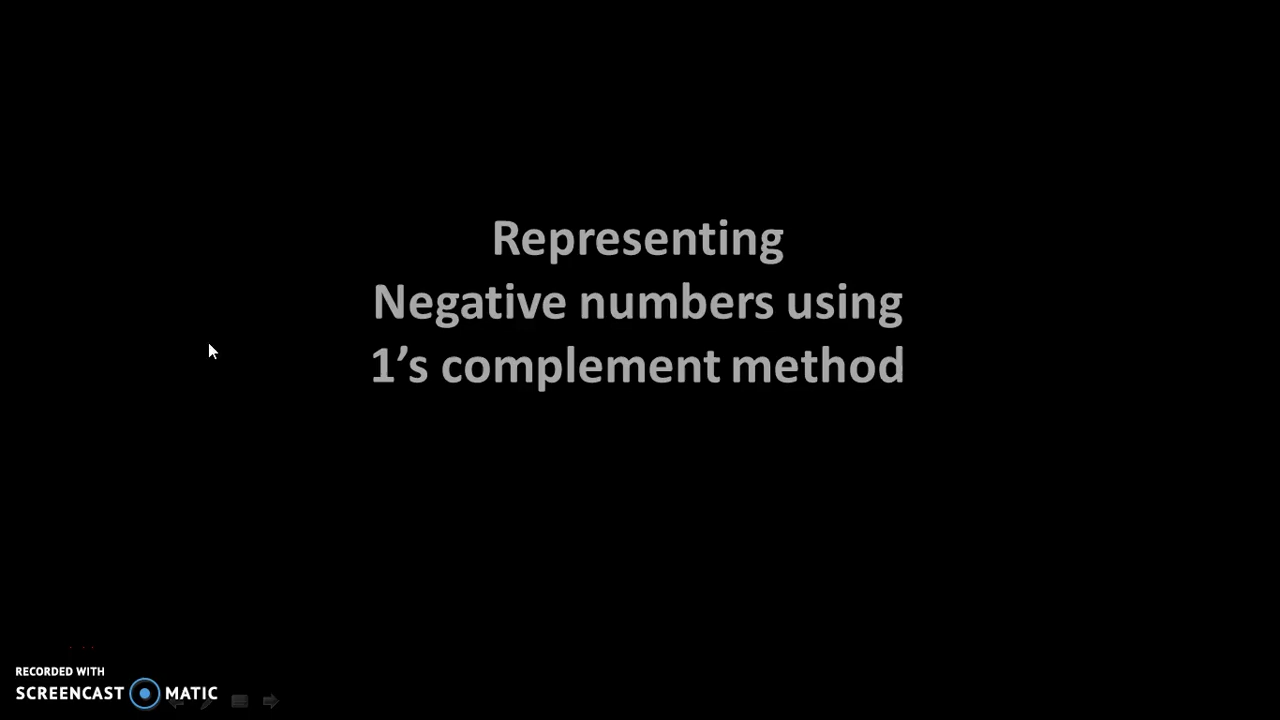 Representing
Negative numbers using
1’s complement method
RECORDED WITH
SCREENCAST MATIC